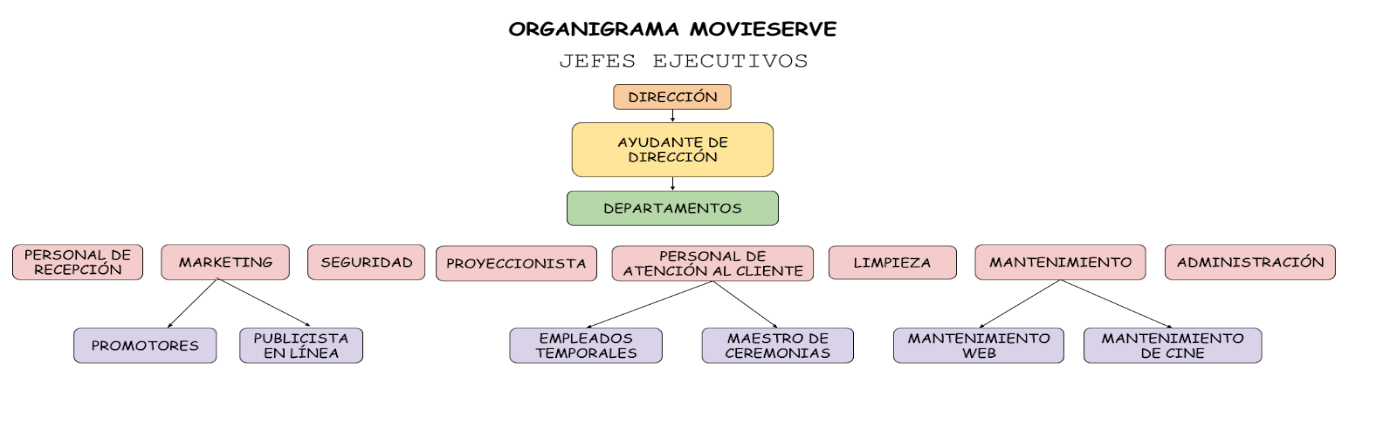 ORGANIGRAMA MOVIESERVE
JEFES EJECUTIVOS
DIRECCIÓN
AYUDANTE DE
DIRECCIÓN
DEPARTAMENTOS
PERSONAL DE
RECEPCIÓN
MARKETING
SEGURIDAD
PROYECCIONISTA
PERSONAL DE
ATENCIÓN AL CLIENTE
LIMPIEZA
MANTENIMIENTO
ADMINISTRACIÓN
PROMOTORES
PUBLICISTA
EN LÍNEA
EMPLEADOS
TEMPORALES
MAESTRO DE
CEREMONIAS
MANTENIMIENTO
WEB
MANTENIMIENTO
DE CINE